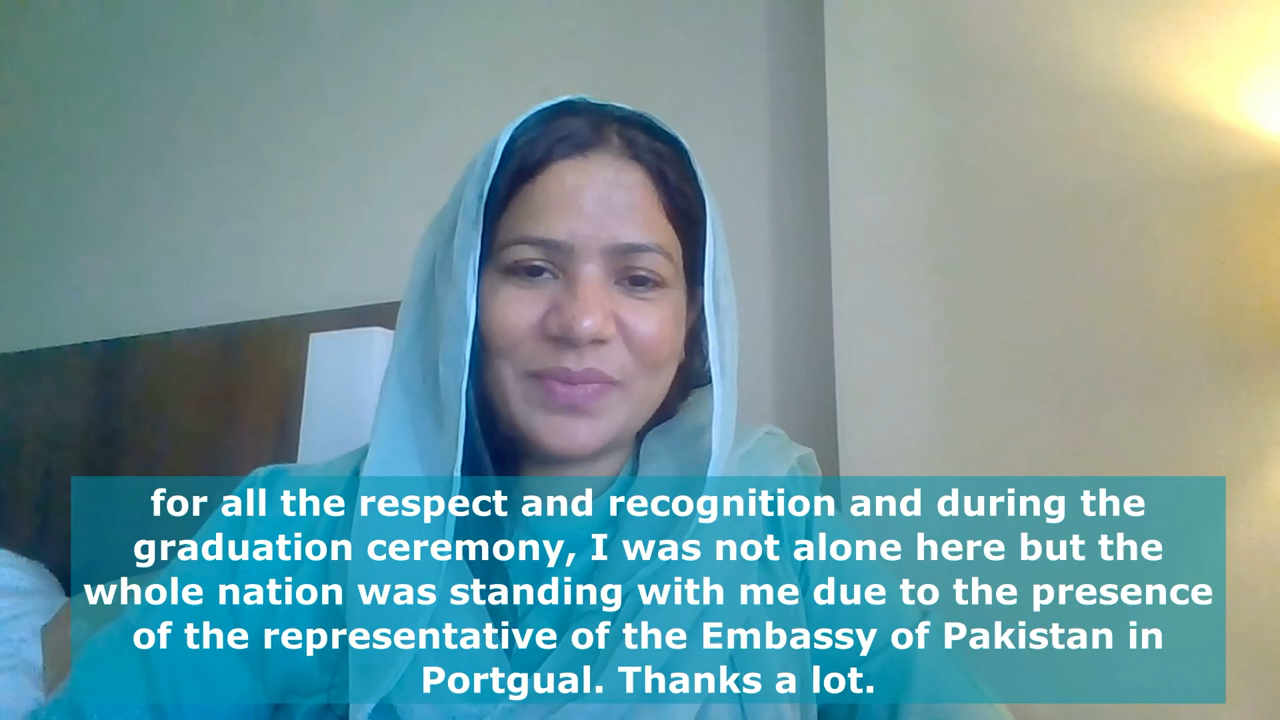 for all the respect and recognition and during the
graduation ceremony, I was not alone here but the
whole nation was standing with me due to the presence
of the representative of the Embassy of Pakistan in
Portgual. Thanks a lot.